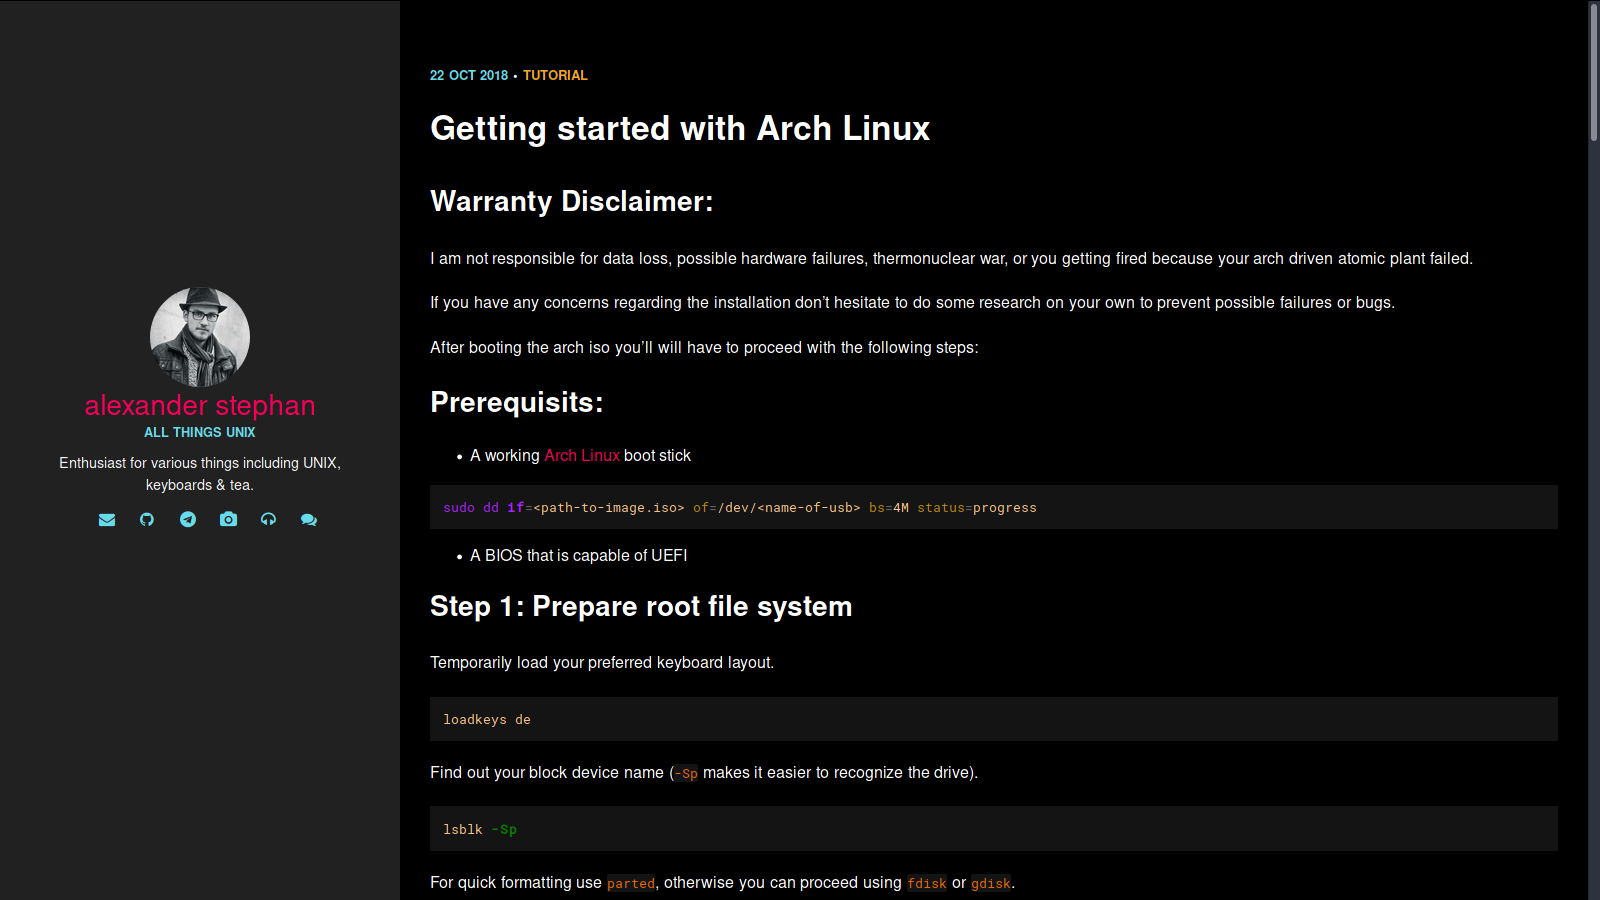 alexander stephan
ALL THINGS UNIX
Enthusiast for various things including UNIX,
keyboards & tea.
22 OCT 2018 • TUTORIAL
Getting started with Arch Linux
Warranty Disclaimer:
I am not responsible for data loss, possible hardware failures, thermonuclear war, or you getting fired because your arch driven atomic plant failed.
If you have any concerns regarding the installation don’t hesitate to do some research on your own to prevent possible failures or bugs.
After booting the arch iso you’ll will have to proceed with the following steps:
Prerequisits:
• A working Arch Linux boot stick
sudo dd if=<path-to-image.iso> of=/dev/<name-of-usb> bs=4M status=progress
• A BIOS that is capable of UEFI
Step 1: Prepare root file system
Temporarily load your preferred keyboard layout.
loadkeys de
Find out your block device name (-Sp makes it easier to recognize the drive).
lsblk -Sp
For quick formatting use parted, otherwise you can proceed using fdisk or gdisk.